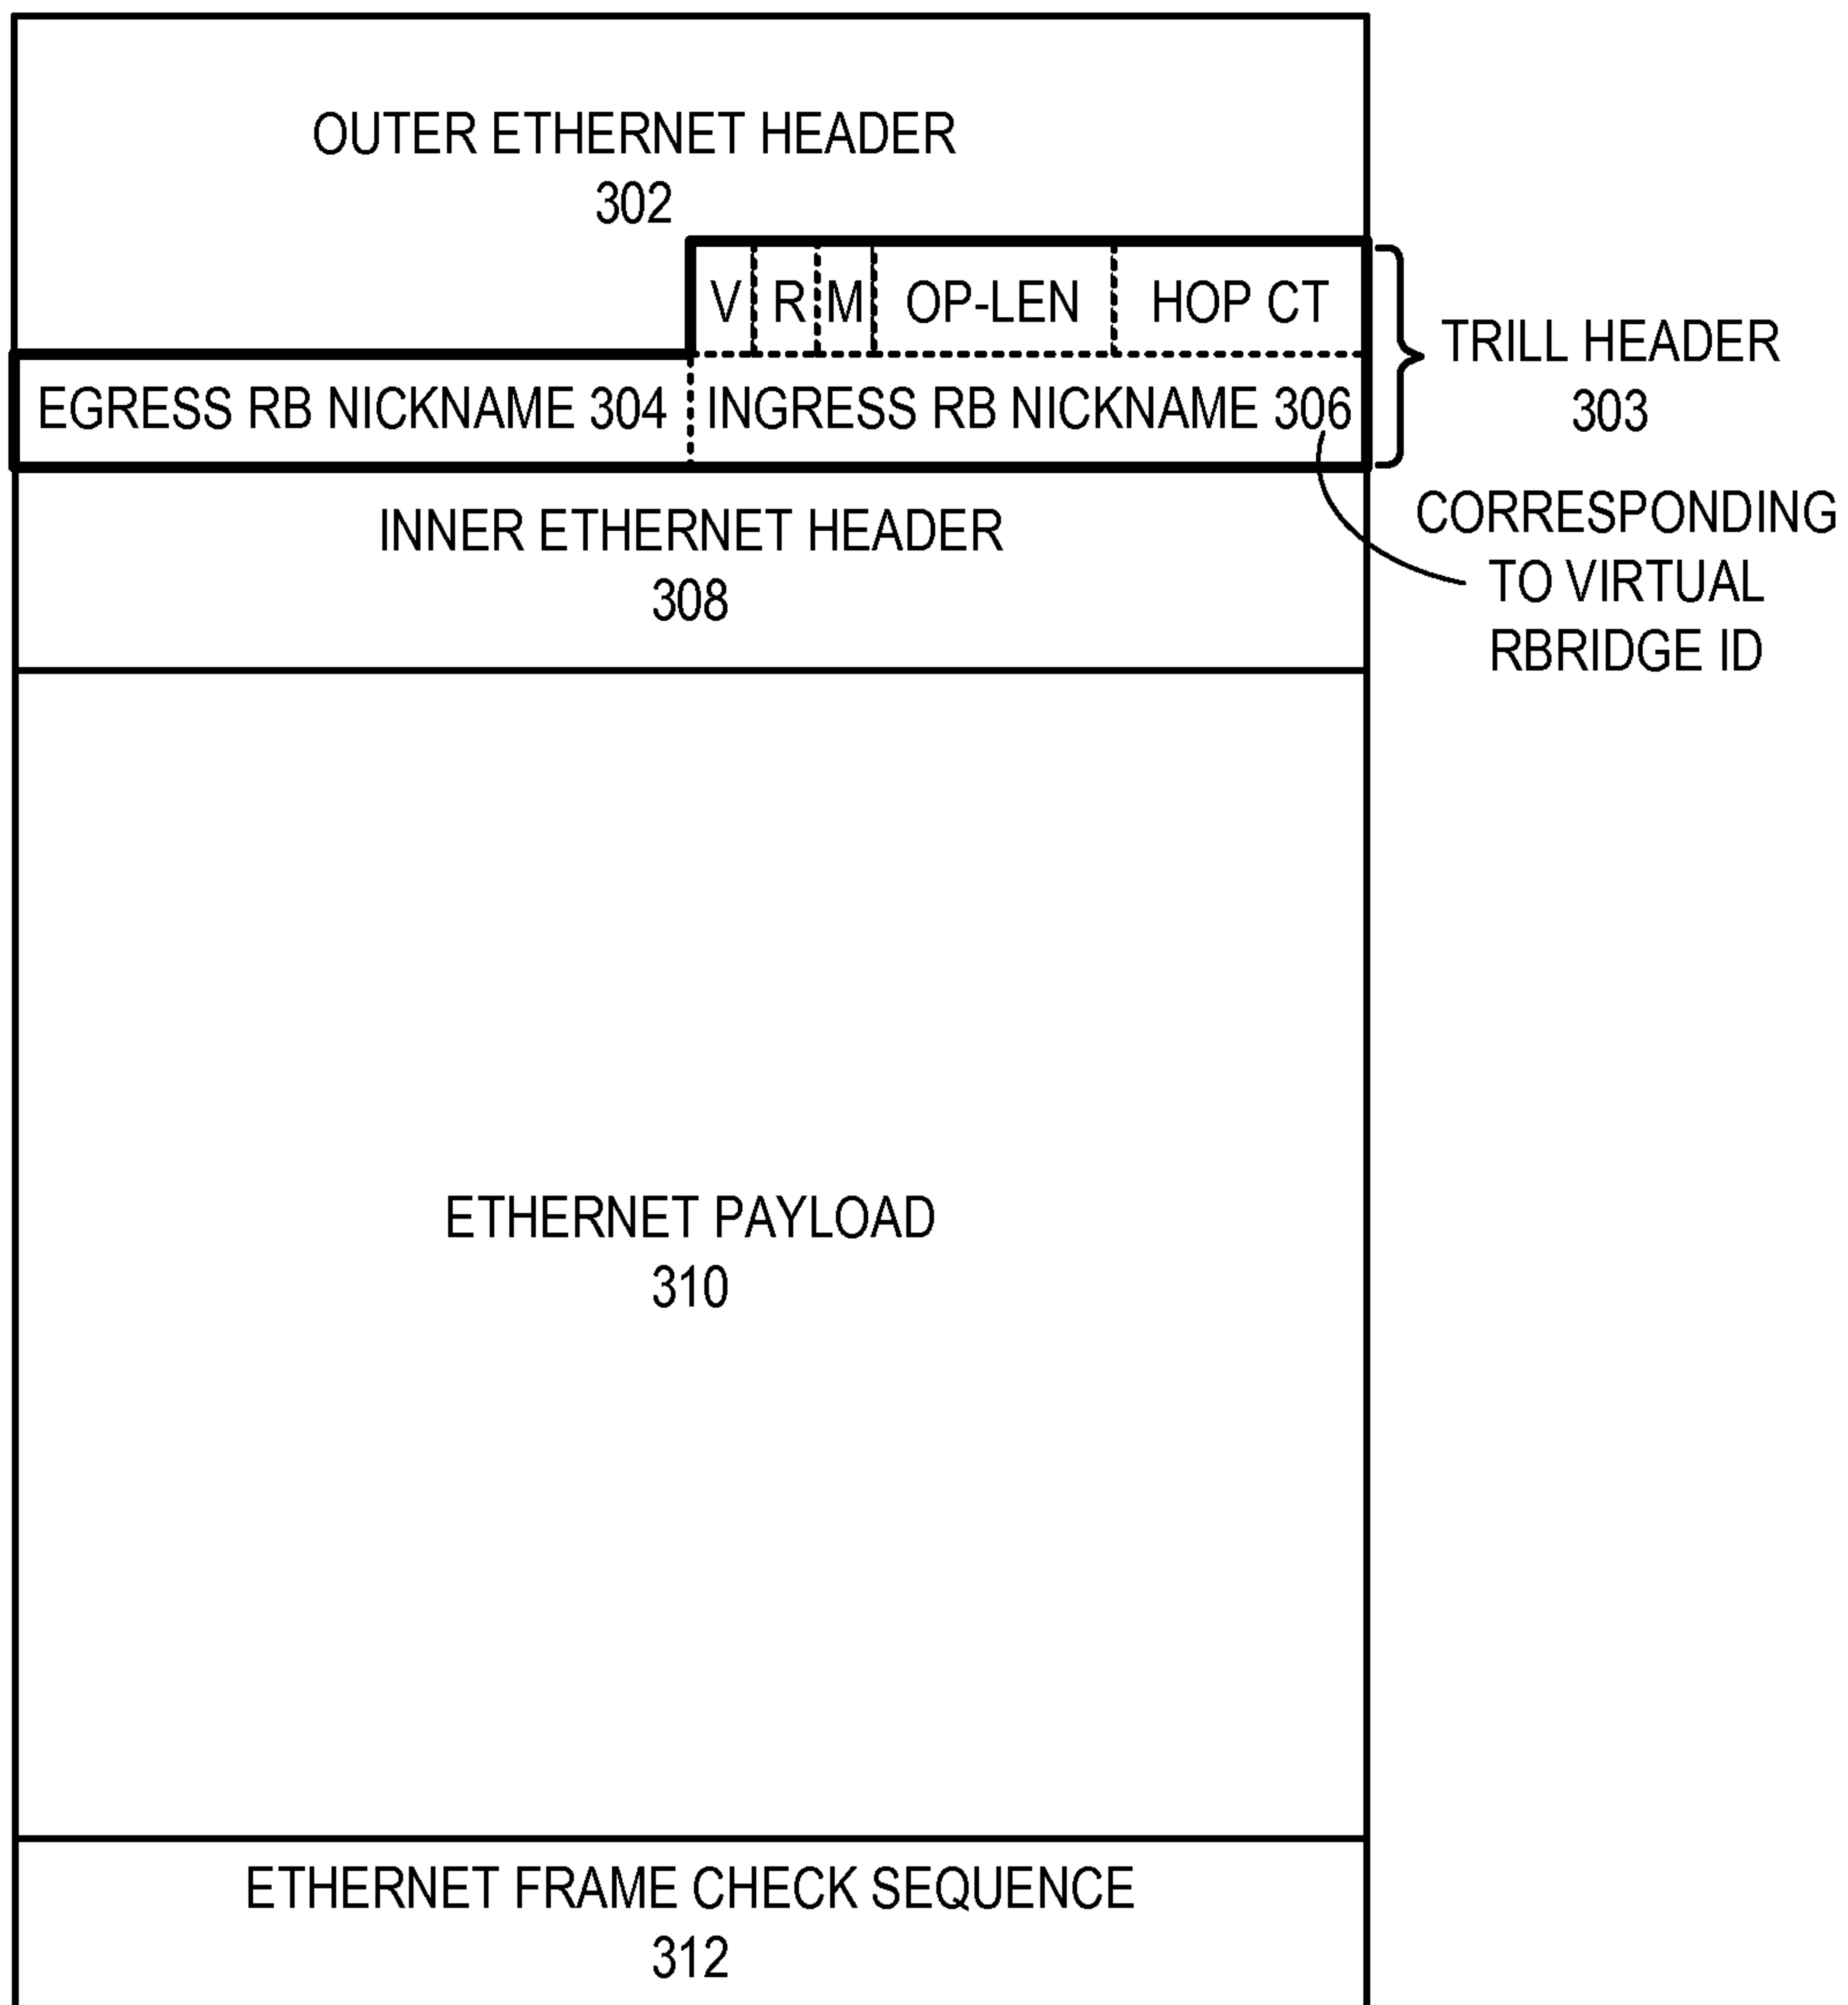 OUTER ETHERNET HEADER
302
V R M OP-LEN HOP CT
TRILL HEADER
303
EGRESS RB NICKNAME 304 INGRESS RB NICKNAME 306
CORRESPONDING
TO VIRTUAL
RBRIDGE ID
INNER ETHERNET HEADER
308
ETHERNET PAYLOAD
310
ETHERNET FRAME CHECK SEQUENCE
312